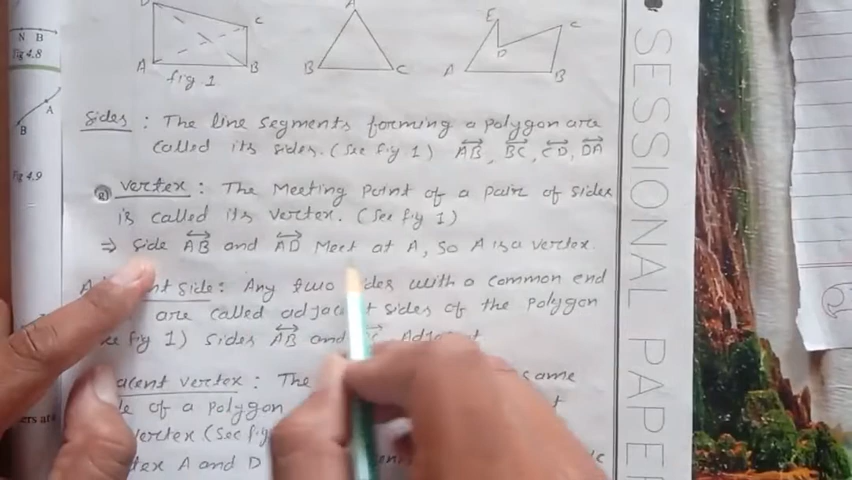 N B
Fig 4.8
A
B
Fig 4.9
D
C
A
B
fig 1
A
B
C
E
C
D
A
B
Sides : The line segments forming a polygon are
called its sides. (See fig 1) AB, BC, CD, DA
Vertex : The Meeting point of a pair of sides
is called its vertex. (See fig 1)
⇒ Side AB and AD Meet at A, So A is a vertex.
Side : Any two sides with a common end
are called adjacent sides of the polygon
fig 1) Sides AB and Adjacent
vertex : The same
of a polygon
vertex (See fig
A and D
SESSIONAL PAPER